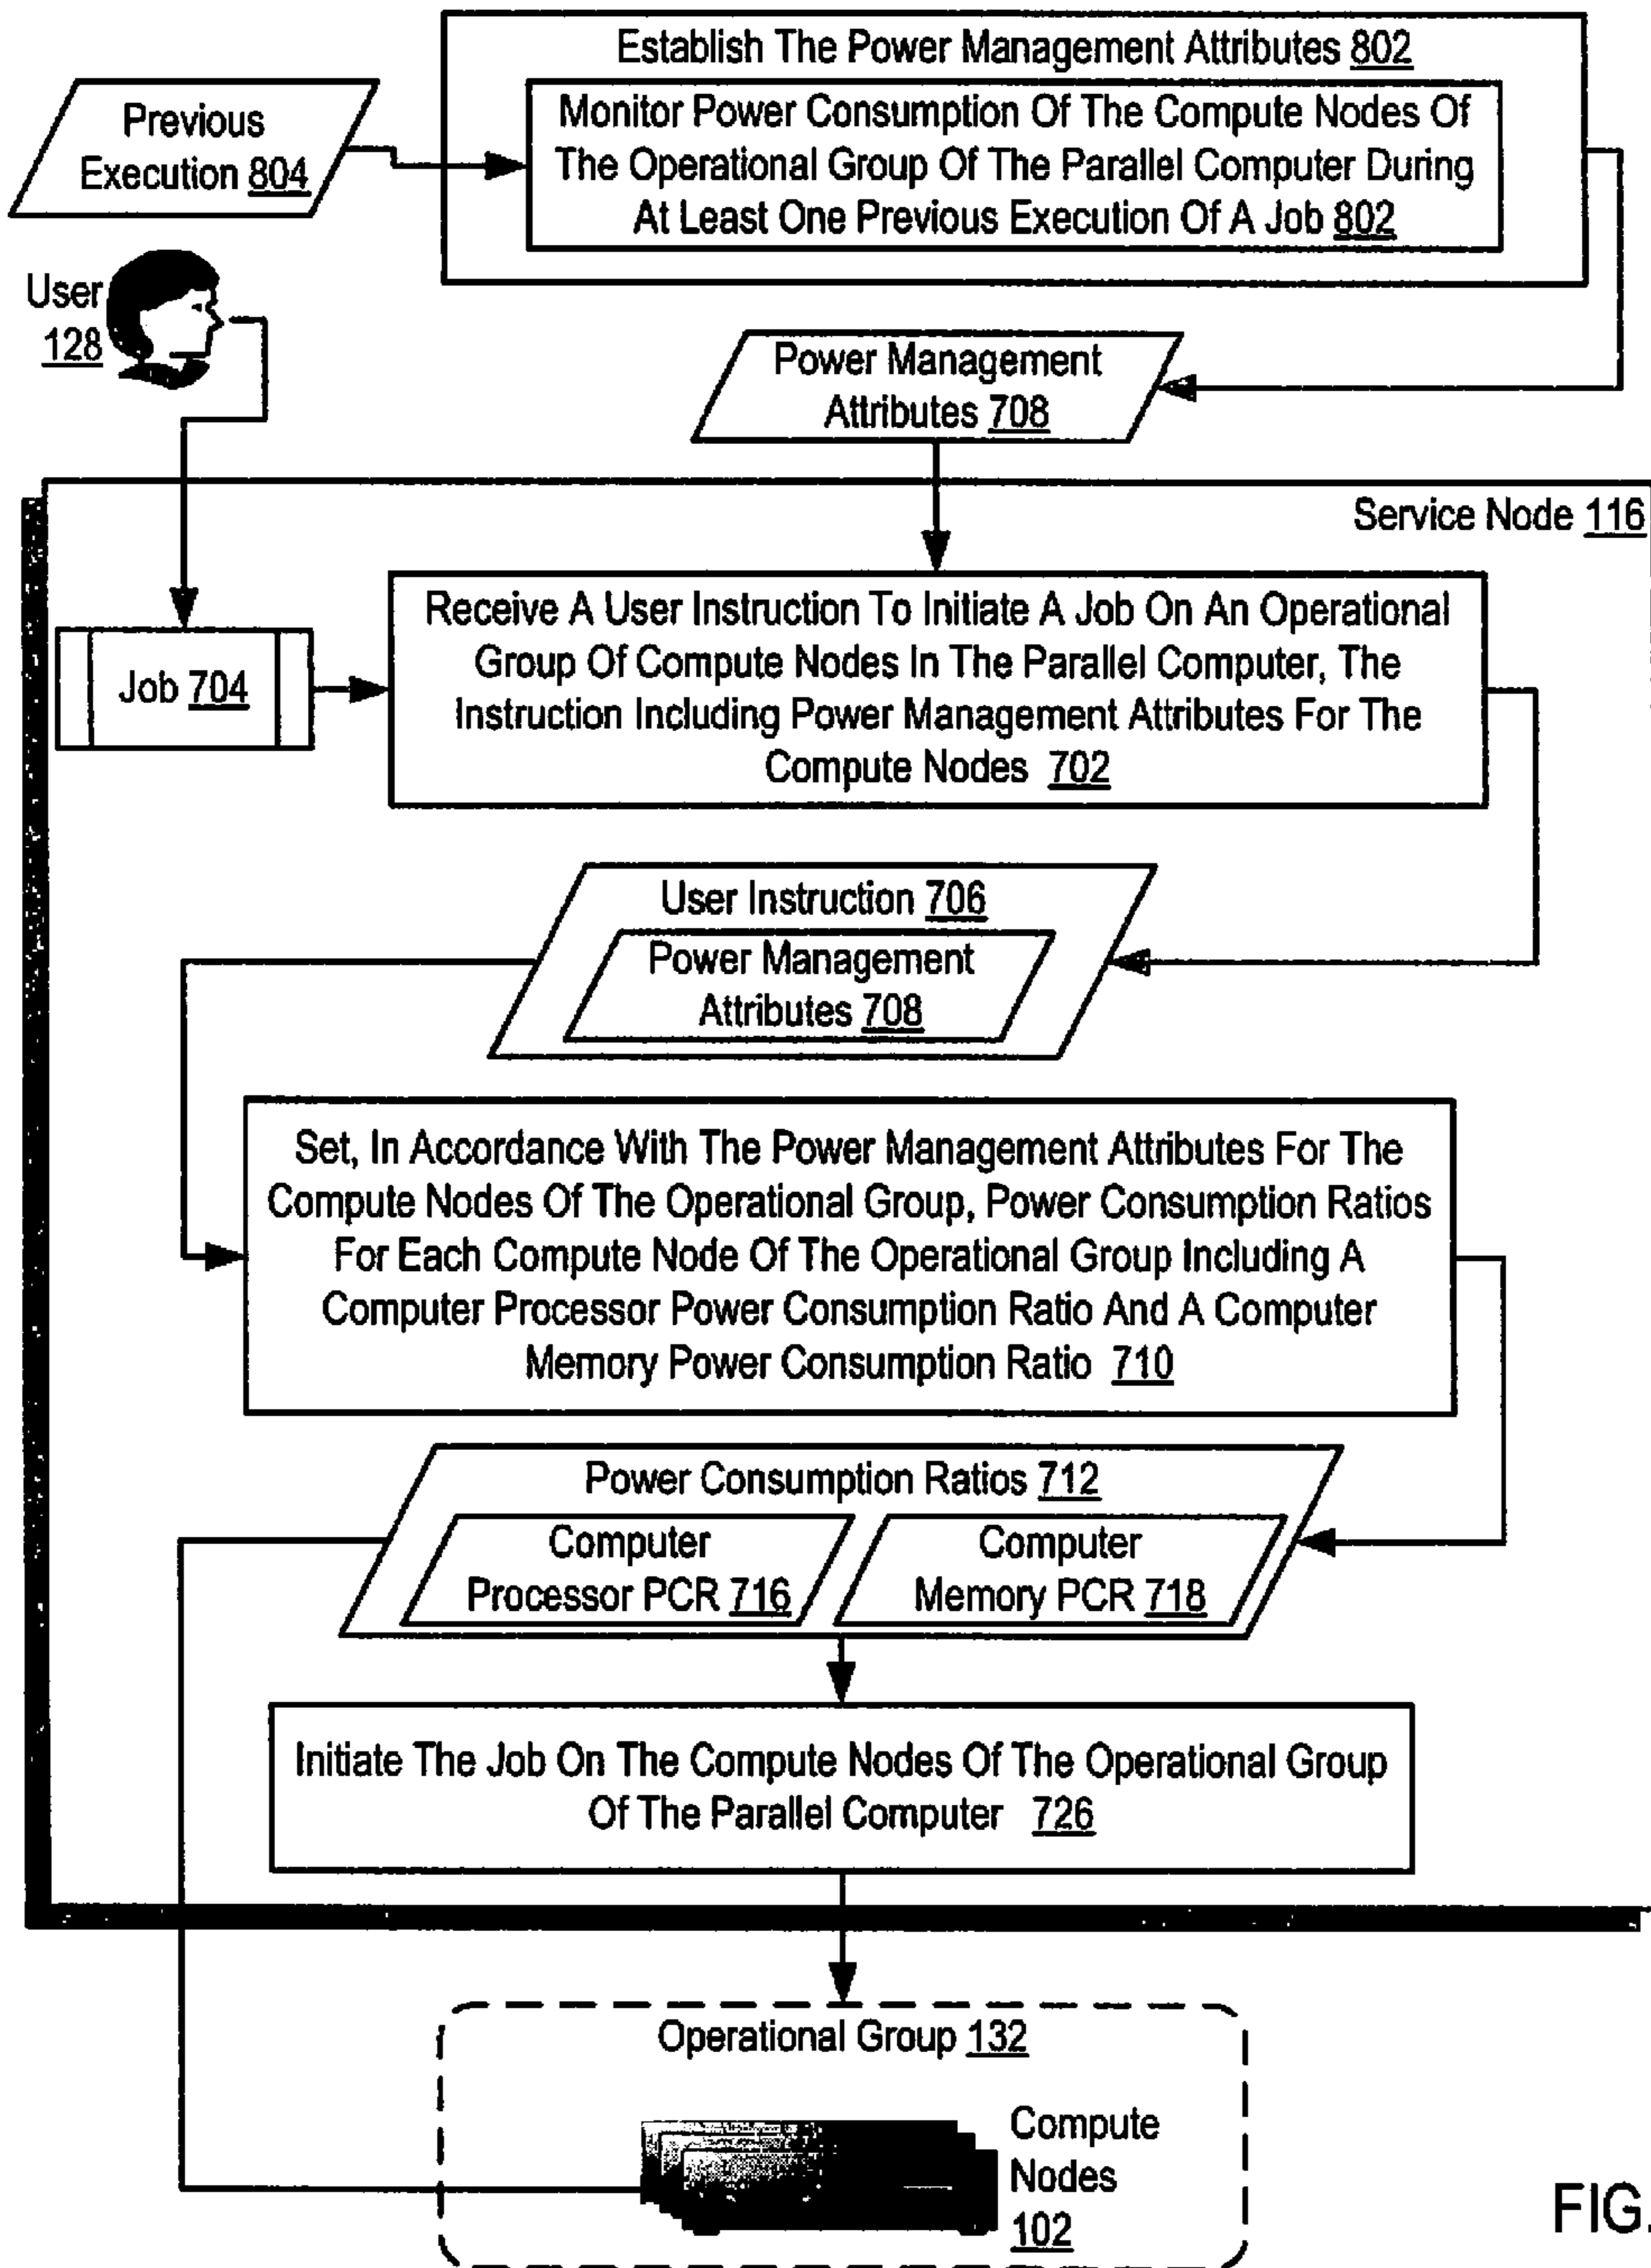 Establish The Power Management Attributes 802
Previous
Execution 804
Monitor Power Consumption Of The Compute Nodes Of
The Operational Group Of The Parallel Computer During
At Least One Previous Execution Of A Job 802
User
128
Power Management
Attributes 708
Service Node 116
Job 704
Receive A User Instruction To Initiate A Job On An Operational
Group Of Compute Nodes In The Parallel Computer, The
Instruction Including Power Management Attributes For The
Compute Nodes 702
User Instruction 706
Power Management
Attributes 708
Set, In Accordance With The Power Management Attributes For The
Compute Nodes Of The Operational Group, Power Consumption Ratios
For Each Compute Node Of The Operational Group Including A
Computer Processor Power Consumption Ratio And A Computer
Memory Power Consumption Ratio 710
Power Consumption Ratios 712
Computer
Processor PCR 716
Computer
Memory PCR 718
Initiate The Job On The Compute Nodes Of The Operational Group
Of The Parallel Computer 726
Operational Group 132
Compute
Nodes
102
FIG.